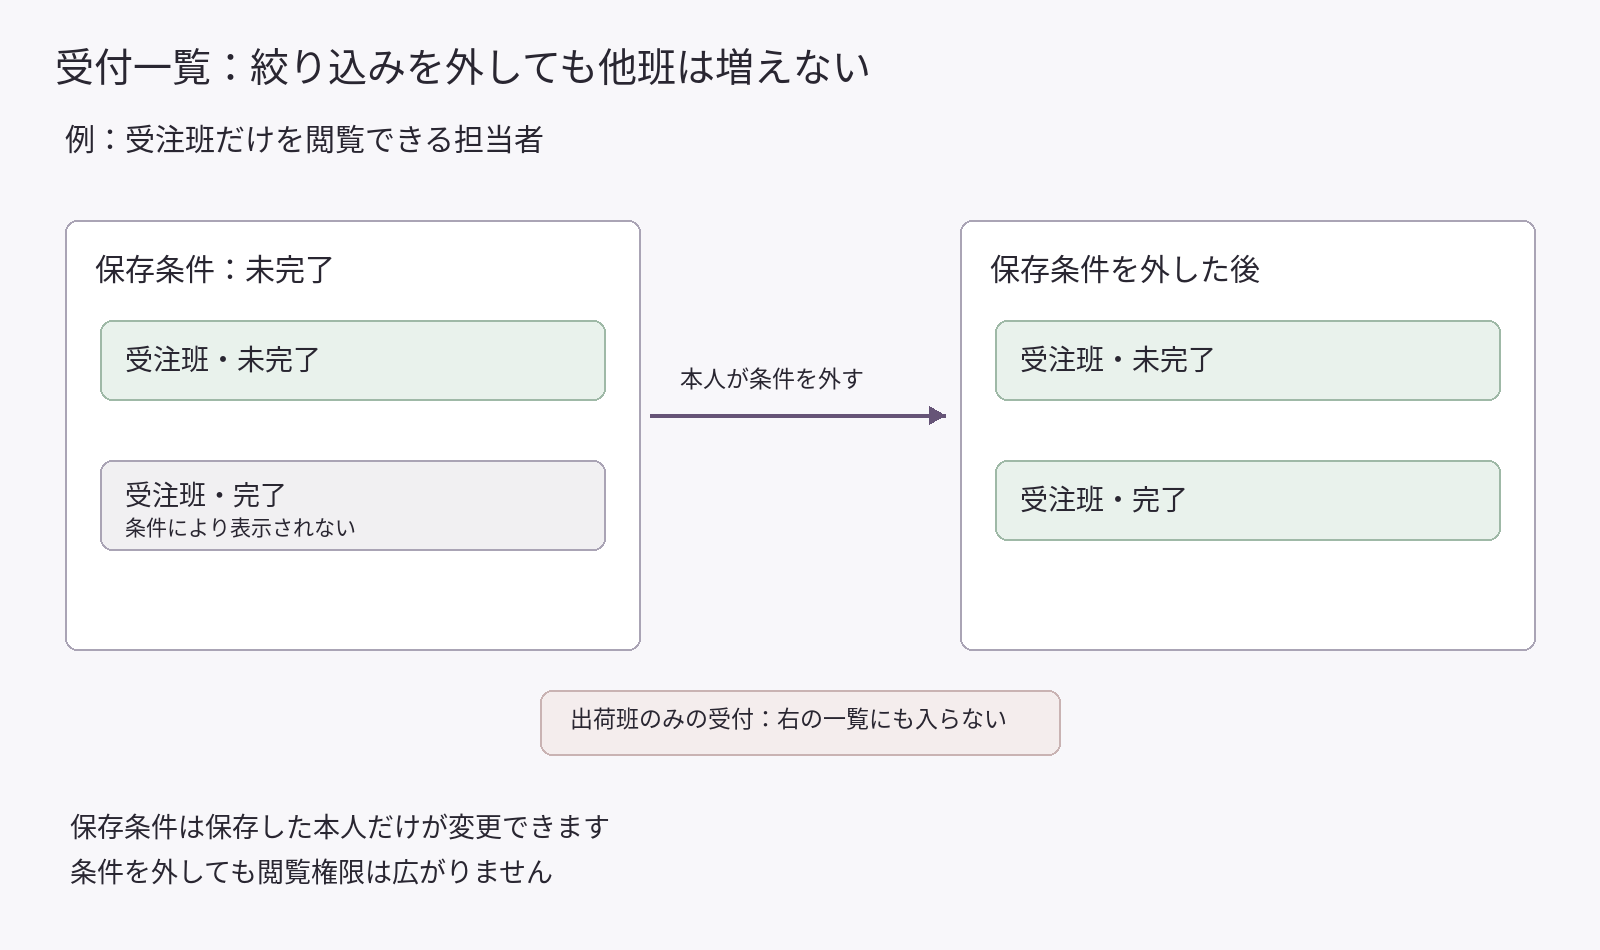 受付一覧：絞り込みを外しても他班は増えない
例：受注班だけを閲覧できる担当者
保存条件：未完了
受注班・未完了
受注班・完了
条件により表示されない
本人が条件を外す
保存条件を外した後
受注班・未完了
受注班・完了
出荷班のみの受付：右の一覧にも入らない
保存条件は保存した本人だけが変更できます
条件を外しても閲覧権限は広がりません